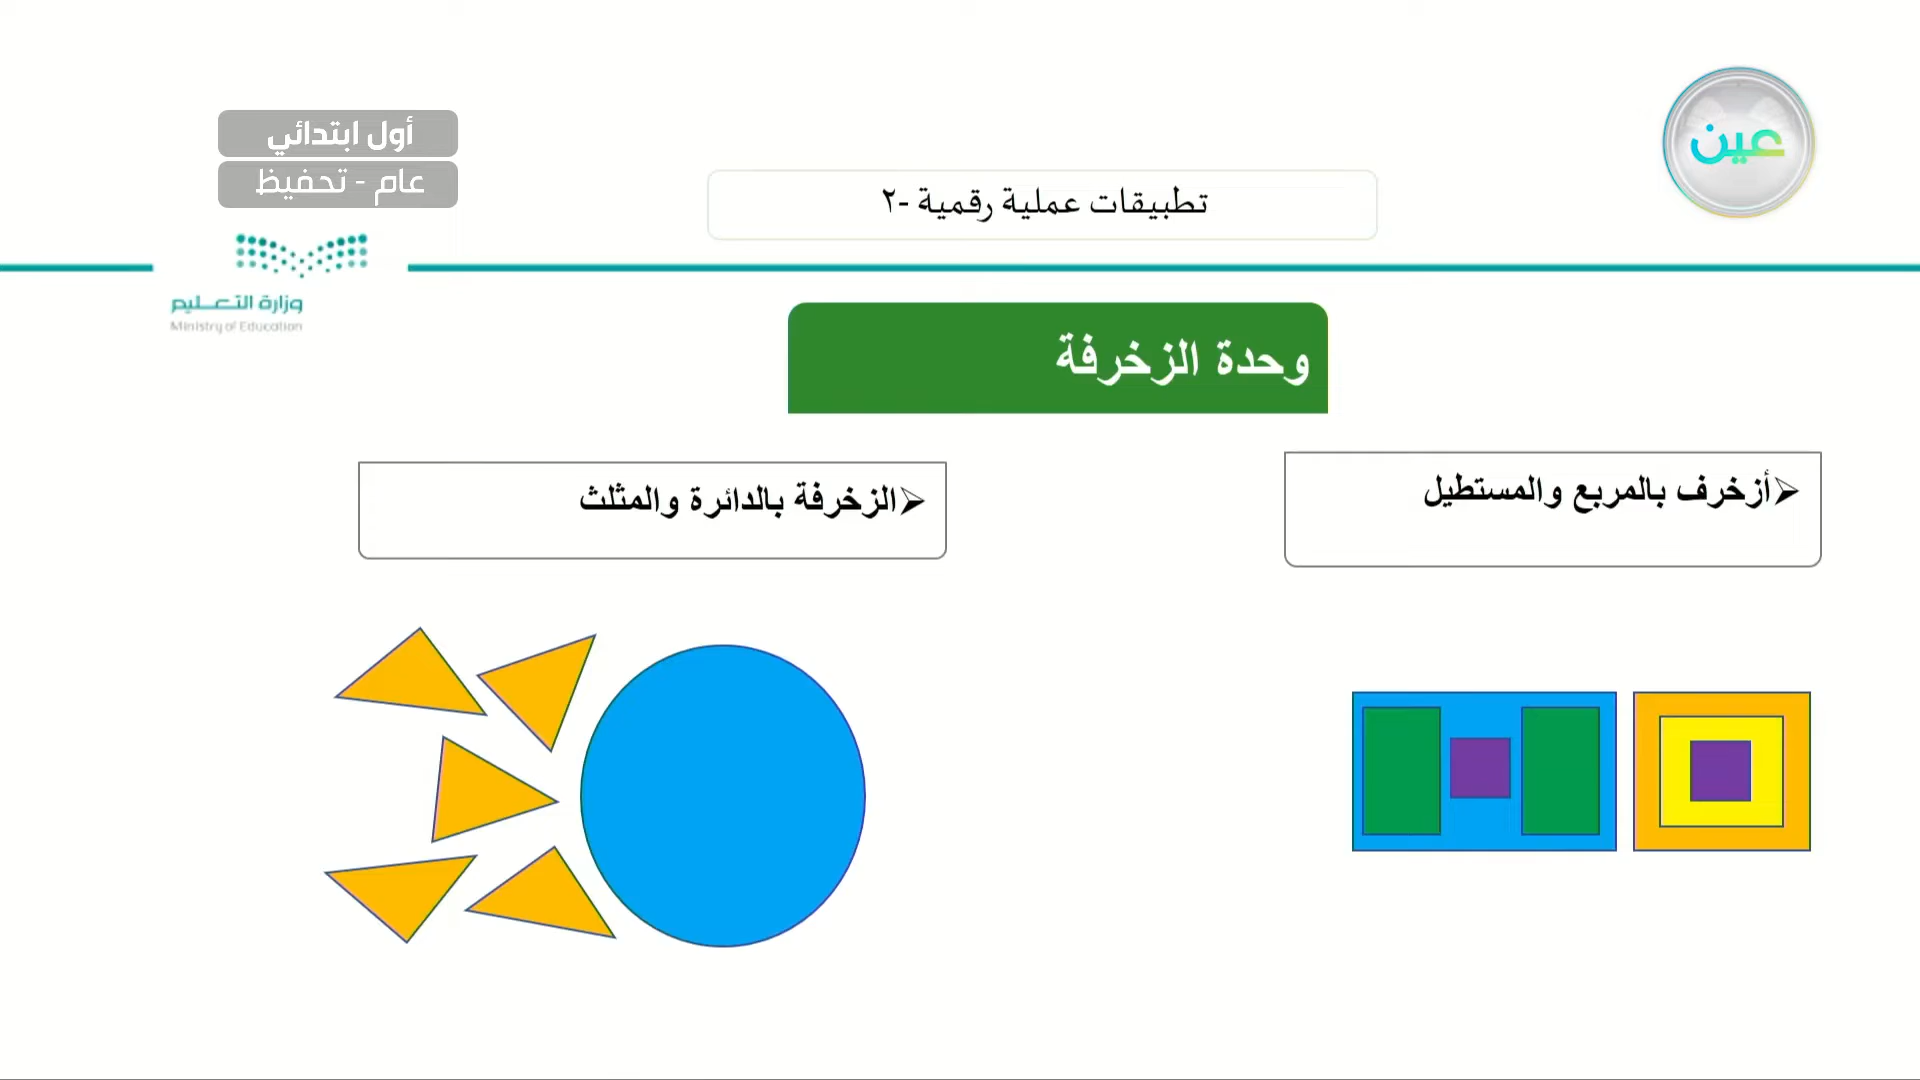 عين
أول ابتدائي
عام - تحفيظ
تطبيقات عملية رقمية -٢
وزارة التعليم
Ministry of Education
وحدة الزخرفة
أزخرف بالمربع والمستطيل
الزخرفة بالدائرة والمثلث